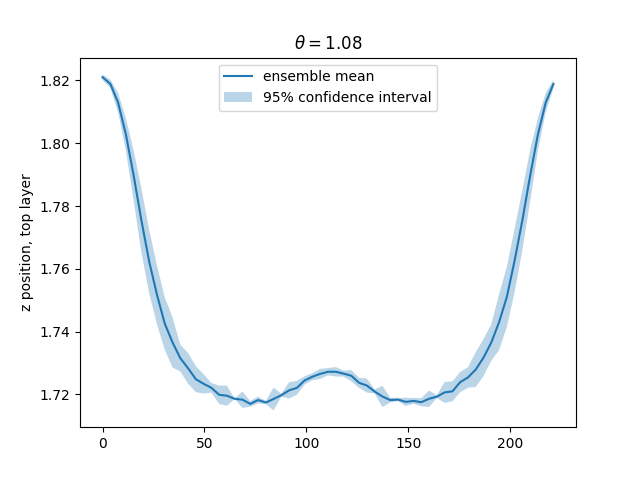 θ = 1.08
ensemble mean
95% confidence interval
z position, top layer
1.82
1.80
1.78
1.76
1.74
1.72
0 50 100 150 200